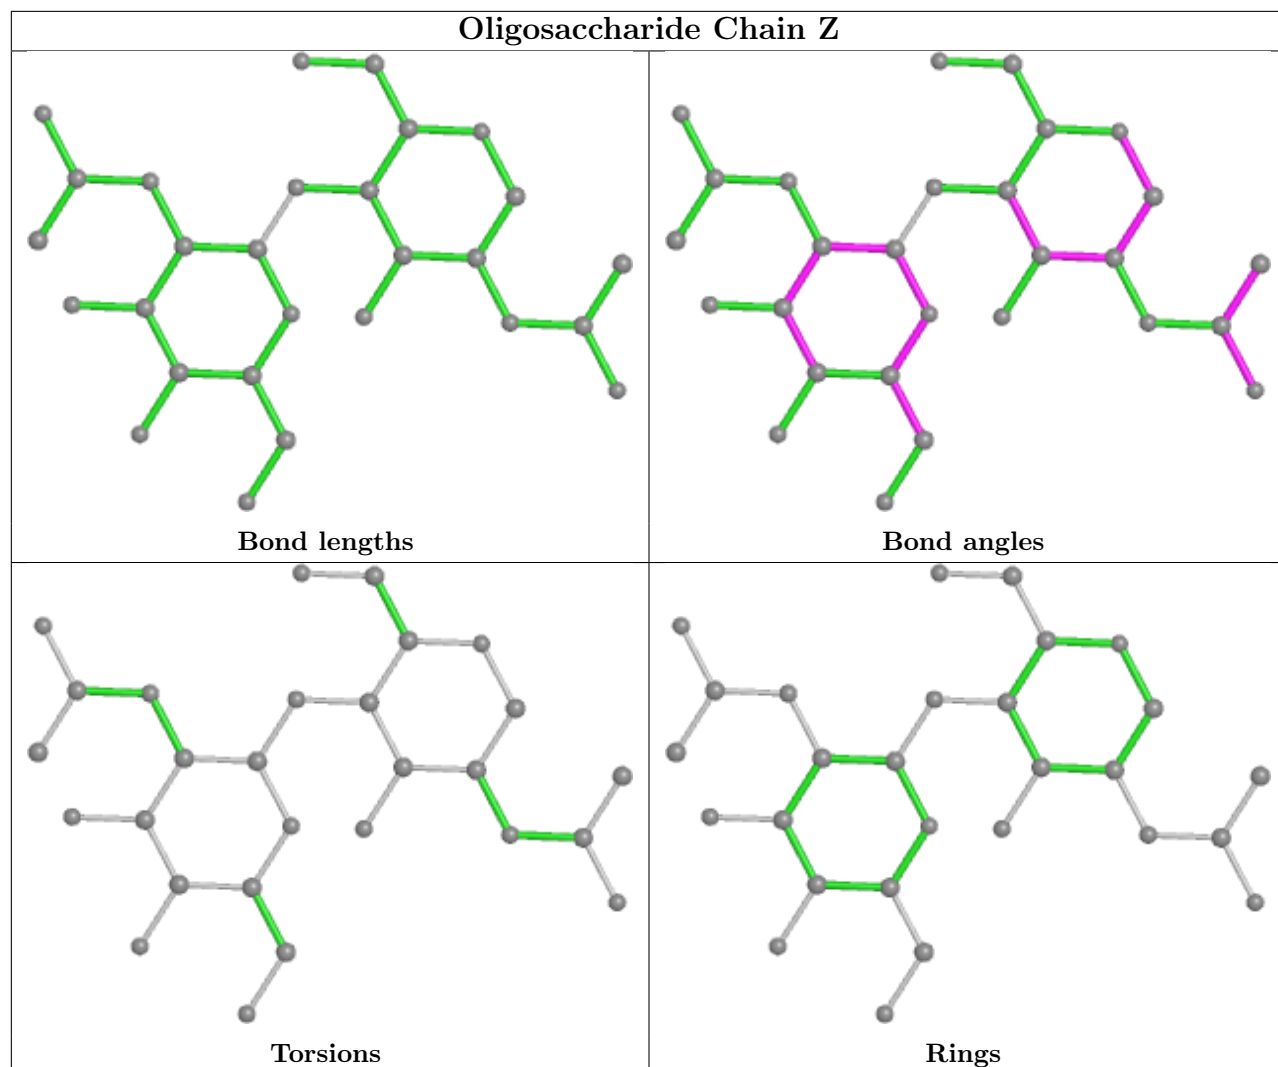 Oligosaccharide Chain Z
Bond lengths
Bond angles
Torsions
Rings